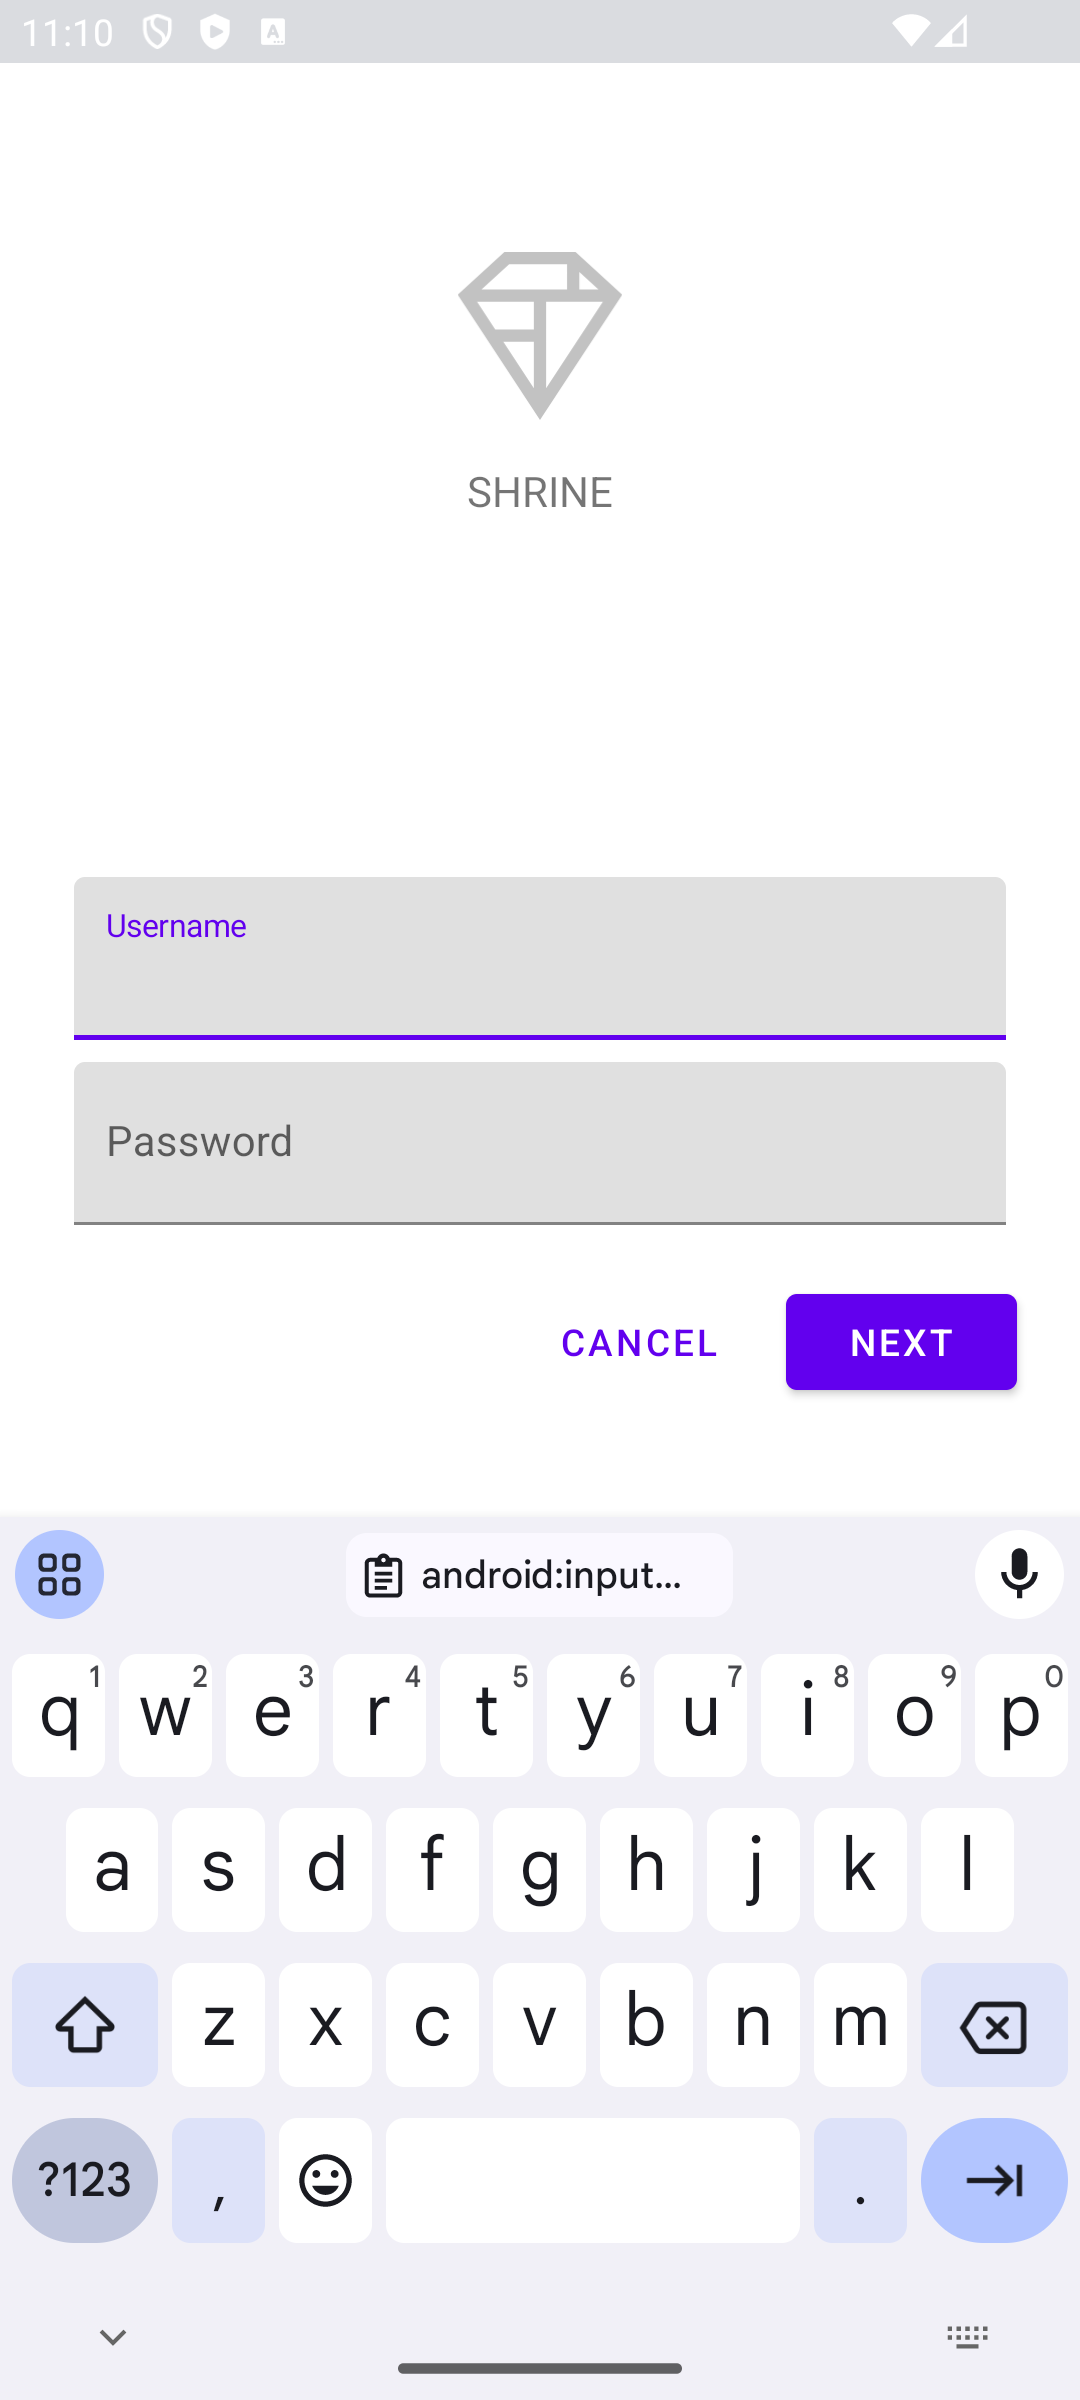 11:10
SHRINE
Username
Password
CANCEL NEXT
android:input...
q 1 w 2 e 3 r 4 t 5 y 6 u 7 i 8 o 9 p 0
a s d f g h j k l
z x c v b n m
?123 , .